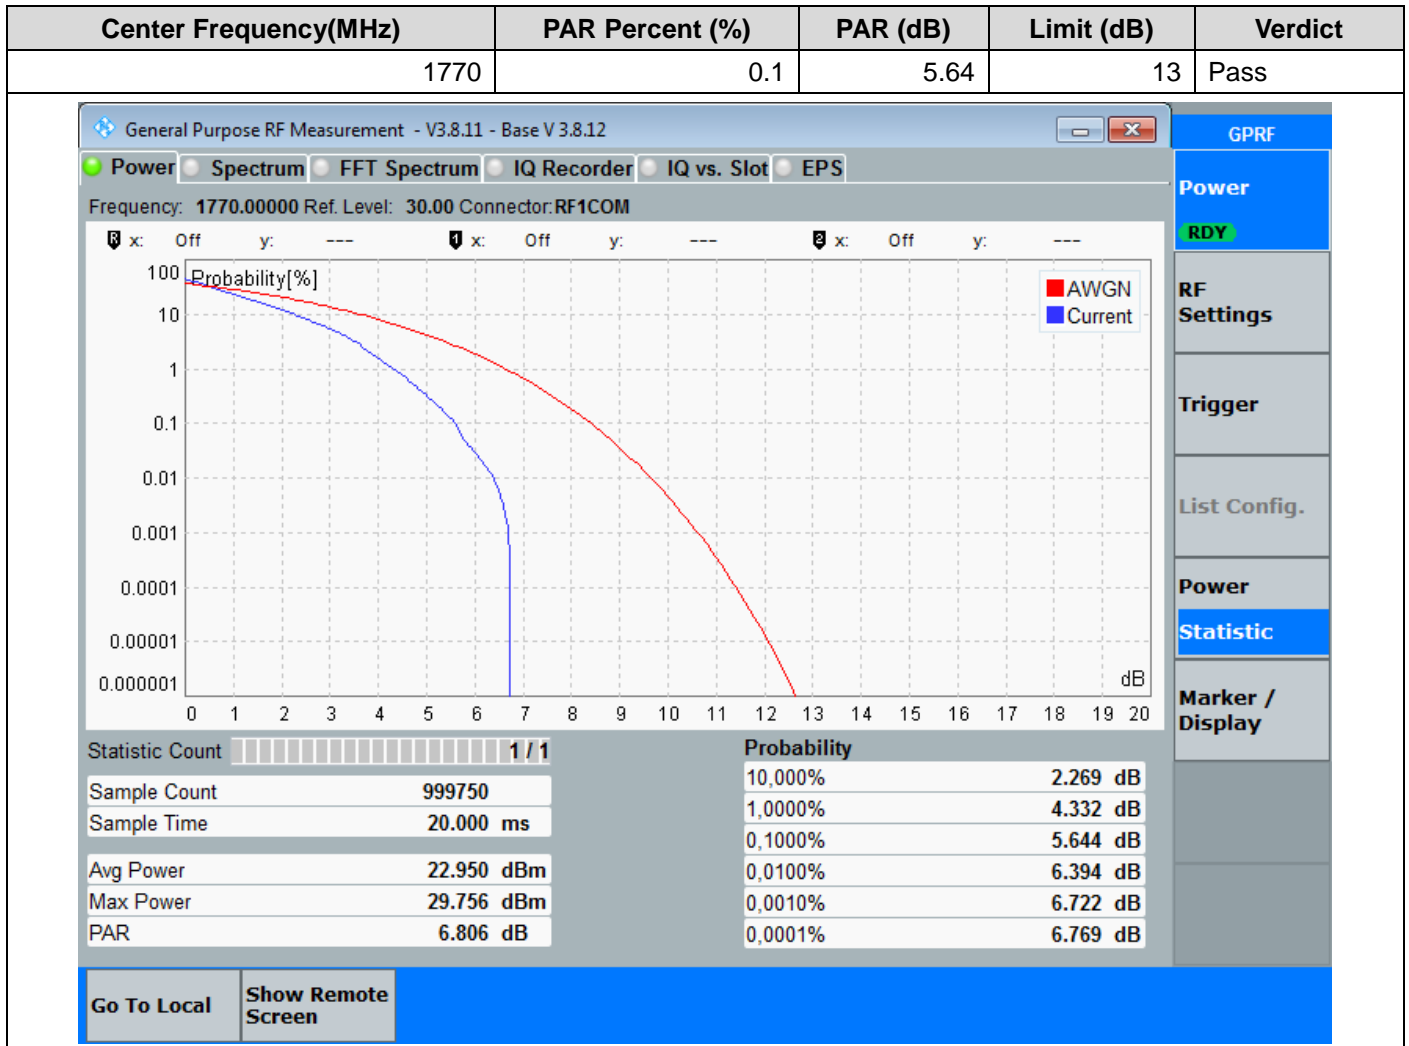 Center Frequency(MHz) PAR Percent (%) PAR (dB) Limit (dB) Verdict
1770 0.1 5.64 13 Pass
General Purpose RF Measurement - V3.8.11 - Base V 3.8.12
GPRF
Power Spectrum FFT Spectrum IQ Recorder IQ vs. Slot EPS
Frequency: 1770.00000 Ref. Level: 30.00 Connector: RF1COM
R x: Off y: --- 1 x: Off y: --- 2 x: Off y: ---
Probability[%]
100
10
1
0.1
0.01
0.001
0.0001
0.00001
0.000001
AWGN
Current
dB
0 1 2 3 4 5 6 7 8 9 10 11 12 13 14 15 16 17 18 19 20
Statistic Count 1 / 1
Sample Count 999750
Sample Time 20.000 ms
Avg Power 22.950 dBm
Max Power 29.756 dBm
PAR 6.806 dB
Probability
10,000% 2.269 dB
1,0000% 4.332 dB
0,1000% 5.644 dB
0,0100% 6.394 dB
0,0010% 6.722 dB
0,0001% 6.769 dB
Power
RDY
RF
Settings
Trigger
List Config.
Power
Statistic
Marker /
Display
Go To Local
Show Remote
Screen